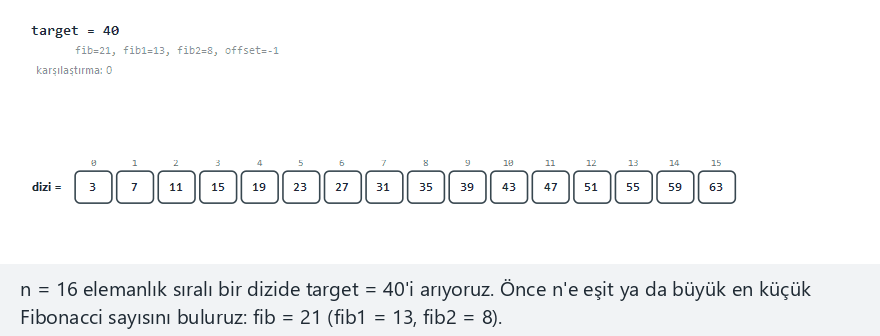 target = 40
fib=21, fib1=13, fib2=8, offset=-1
karşılaştırma: 0
0 1 2 3 4 5 6 7 8 9 10 11 12 13 14 15
dizi = 3 7 11 15 19 23 27 31 35 39 43 47 51 55 59 63
n = 16 elemanlık sıralı bir dizide target = 40'i arıyoruz. Önce n'e eşit ya da büyük en küçük
Fibonacci sayısını buluruz: fib = 21 (fib1 = 13, fib2 = 8).